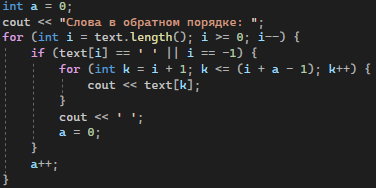 int a = 0;
cout << "Слова в обратном порядке: ";
for (int i = text.length(); i >= 0; i--) {
    if (text[i] == ' ' || i == -1) {
        for (int k = i + 1; k <= (i + a - 1); k++) {
            cout << text[k];
        }
        cout << ' ';
        a = 0;
    }
    a++;
}